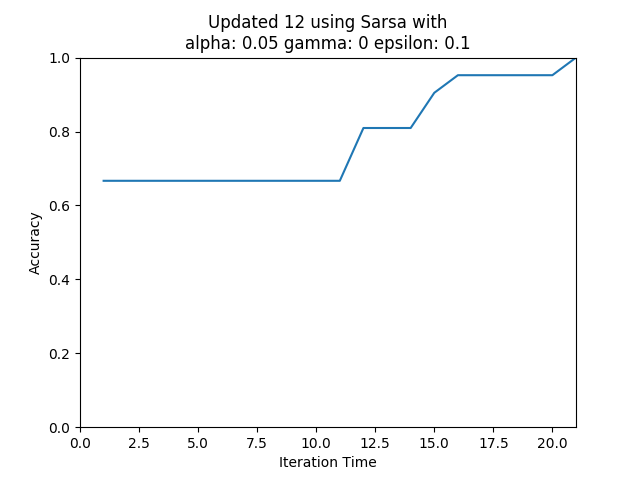 Updated 12 using Sarsa with
alpha: 0.05 gamma: 0 epsilon: 0.1
1.0
0.8
0.6
0.4
0.2
0.0
Accuracy
0.0 2.5 5.0 7.5 10.0 12.5 15.0 17.5 20.0
Iteration Time